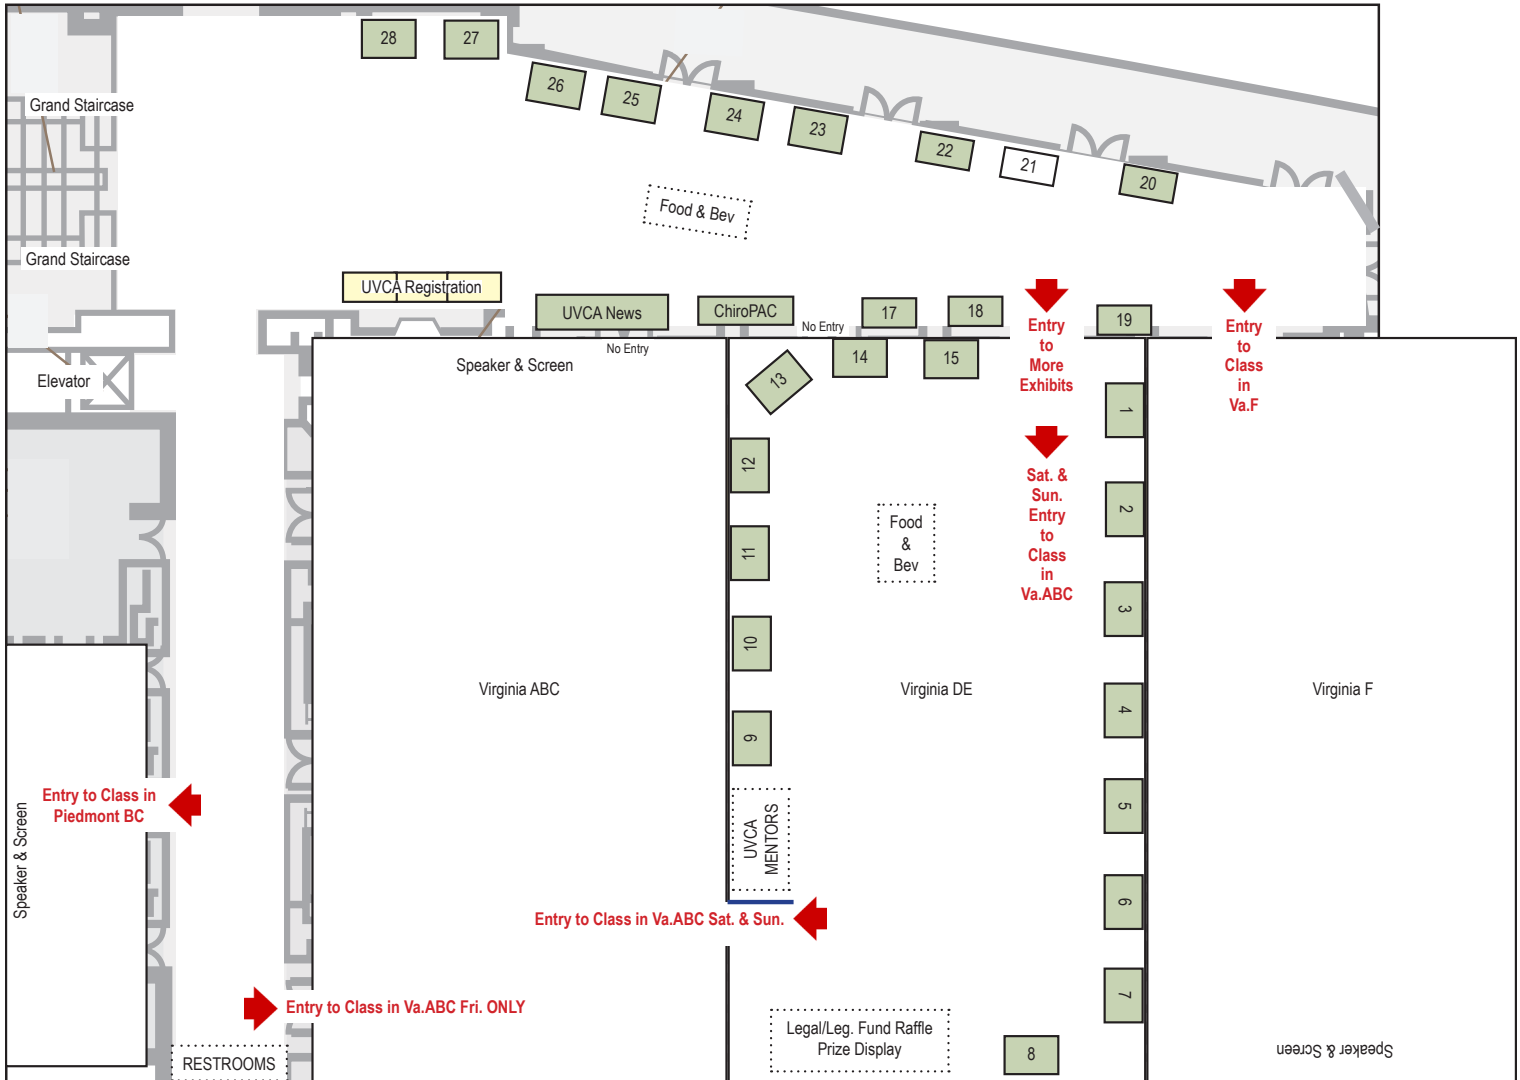 28
27
26
25
24
23
22
21
20
Grand Staircase
Food & Bev
Grand Staircase
UVCA Registration
UVCA News
ChiroPAC
No Entry
17
18
19
Entry
to
More
Exhibits
Entry
to
Class
in
Va.F
No Entry
Speaker & Screen
Elevator
13
14
15
1
12
2
11
3
10
4
9
5
6
7
8
Food
&
Bev
Sat. &
Sun.
Entry
to
Class
in
Va.ABC
Virginia ABC
Virginia DE
Virginia F
Entry to Class in
Piedmont BC
Speaker & Screen
UVCA
MENTORS
Entry to Class in Va.ABC Sat. & Sun.
Entry to Class in Va.ABC Fri. ONLY
RESTROOMS
Legal/Leg. Fund Raffle
Prize Display
Speaker & Screen